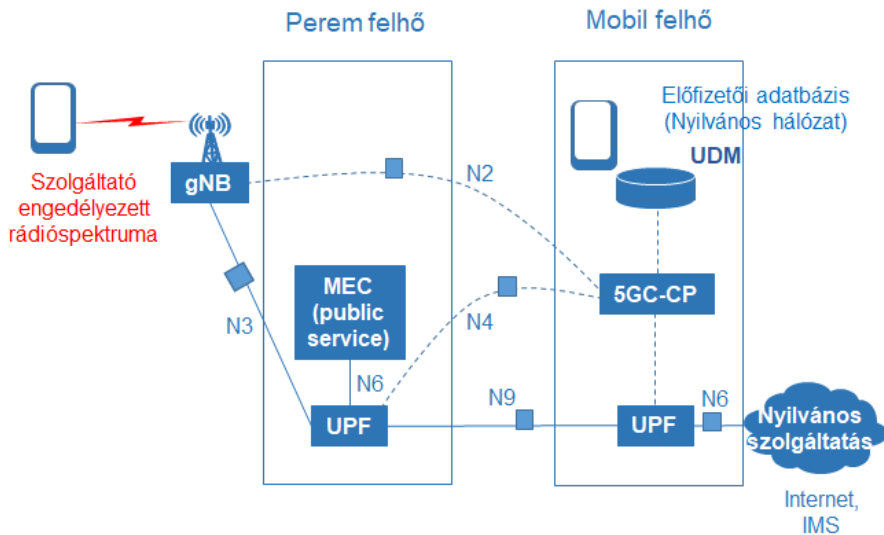 Perem felhő
Mobil felhő
Előfizetői adatbázis
(Nyilvános hálózat)
UDM
gNB
N2
Szolgáltató
engedélyezett
rádióspektruma
MEC
(public
service)
5GC-CP
N3
N4
N6
N9
N6
UPF
UPF
Nyilvános
szolgáltatás
Internet,
IMS